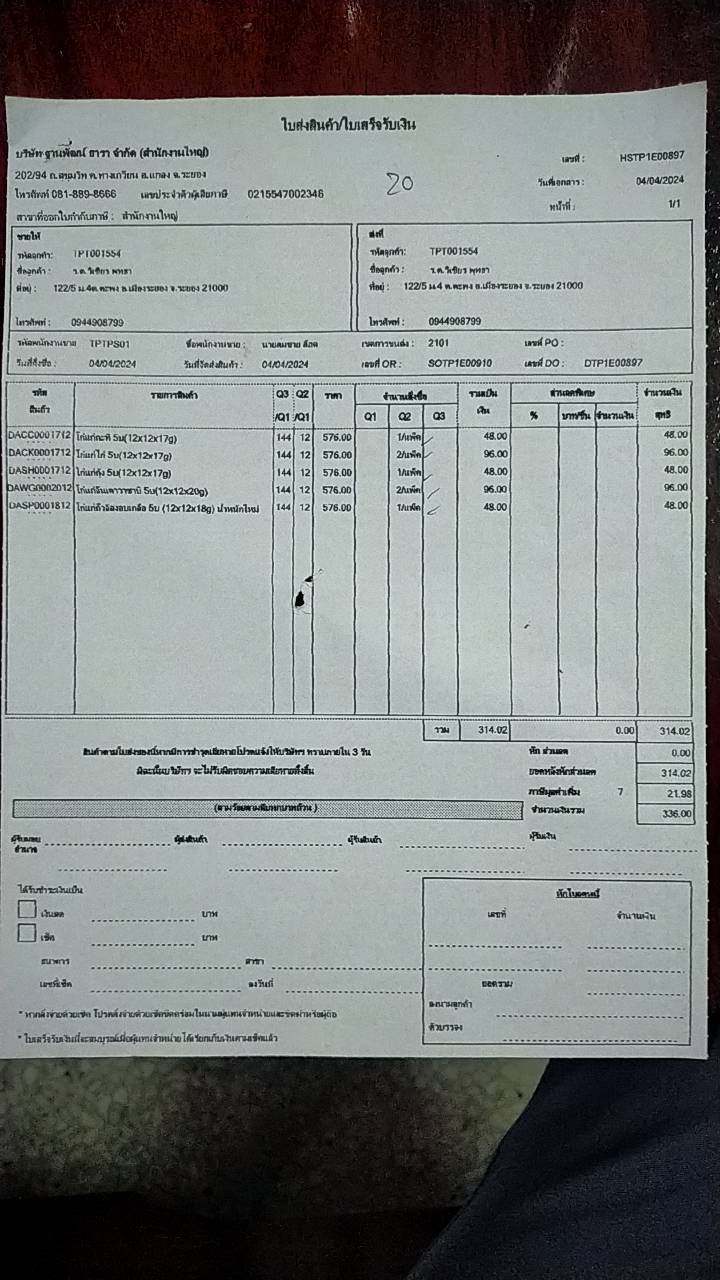 ใบส่งสินค้า/ใบเสร็จรับเงิน
บริษัท ฐานพัฒน์ ธารา จำกัด (สำนักงานใหญ่)
เลขที่ : HSTP1E00897
202/94 ถ.สุขุมวิท ต.ทางเกวียน อ.แกลง จ.ระยอง
20
วันที่เอกสาร : 04/04/2024
โทรศัพท์ 081-889-8666 เลขประจำตัวผู้เสียภาษี 0215547002346
หน้าที่ : 1/1
สาขาที่ออกใบกำกับภาษี : สำนักงานใหญ่
ขายให้
รหัสลูกค้า: TPT001554
ชื่อลูกค้า : ร.ต.วิเชียร พุทธา
ที่อยู่ : 122/5 ม.4ต.ตะพง อ.เมืองระยอง จ.ระยอง 21000
โทรศัพท์ : 0944908799
ส่งที่
รหัสลูกค้า: TPT001554
ชื่อลูกค้า : ร.ต.วิเชียร พุทธา
ที่อยู่ : 122/5 ม.4 ต.ตะพง อ.เมืองระยอง จ.ระยอง 21000
โทรศัพท์ : 0944908799
รหัสพนักงานขาย TPTPS01 ชื่อพนักงานขาย : เขตการขนส่ง : 2101 เลขที่ PO :
วันที่สั่งซื้อ : 04/04/2024 วันที่จัดส่งสินค้า : 04/04/2024 เลขที่ OR : SOTP1E00910 เลขที่ DO : DTP1E00897
รหัส รายการสินค้า Q3 Q2 ราคา จำนวนสั่งซื้อ รวมเป็น ส่วนลดพิเศษ จำนวนเงิน
สินค้า /Q1 /Q1 Q1 Q2 Q3 เงิน % บาท/ชิ้น จำนวนเงิน สุทธิ
DACC0001712 โก๋แก่กะทิ 5บ(12x12x17g) 144 12 576.00 1/แพ็ค 48.00 48.00
DACK0001712 โก๋แก่ไก่ 5บ(12x12x17g) 144 12 576.00 2/แพ็ค 96.00 96.00
DASH0001712 โก๋แก่กุ้ง 5บ(12x12x17g) 144 12 576.00 1/แพ็ค 48.00 48.00
DAWG0002012 โก๋แก่ถั่นเตาวาซาบิ 5บ(12x12x20g) 144 12 576.00 2/แพ็ค 96.00 96.00
DASP0001812 โก๋แก่ถั่วลิสงอบเกลือ 5บ (12x12x18g) น้ำหนักใหม่ 144 12 576.00 1/แพ็ค 48.00 48.00
รวม 314.02 0.00 314.02
สินค้าตามใบส่งของนี้หากมีการชำรุดเสียหายโปรดแจ้งให้บริษัทฯ ทราบภายใน 3 วัน
หัก ส่วนลด 0.00
มิฉะนั้นบริษัทฯ จะไม่รับผิดชอบความเสียหายทั้งสิ้น
ยอดหลังหักส่วนลด 314.02
ภาษีมูลค่าเพิ่ม 7 21.98
(สามร้อยสามสิบหกบาทถ้วน )
จำนวนเงินรวม 336.00
ผู้รับมอบอำนาจ ผู้ส่งสินค้า ผู้รับสินค้า ผู้รับเงิน
ได้รับชำระเงินเป็น
เงินสด บาท
เช็ค บาท
ธนาคาร สาขา
เลขที่เช็ค ลงวันที่
หักใบลดหนี้
เลขที่ จำนวนเงิน
ยอดรวม
ลงนามลูกค้า
ตัวบรรจง
* หากสั่งจ่ายด้วยเช็ค โปรดสั่งจ่ายด้วยเช็คขีดคร่อมในนามผู้แทนจำหน่ายและขีดฆ่าหรือผู้ถือ
* ใบเสร็จรับเงินนี้จะสมบูรณ์เมื่อผู้แทนจำหน่าย ได้เรียกเก็บเงินตามเช็คแล้ว